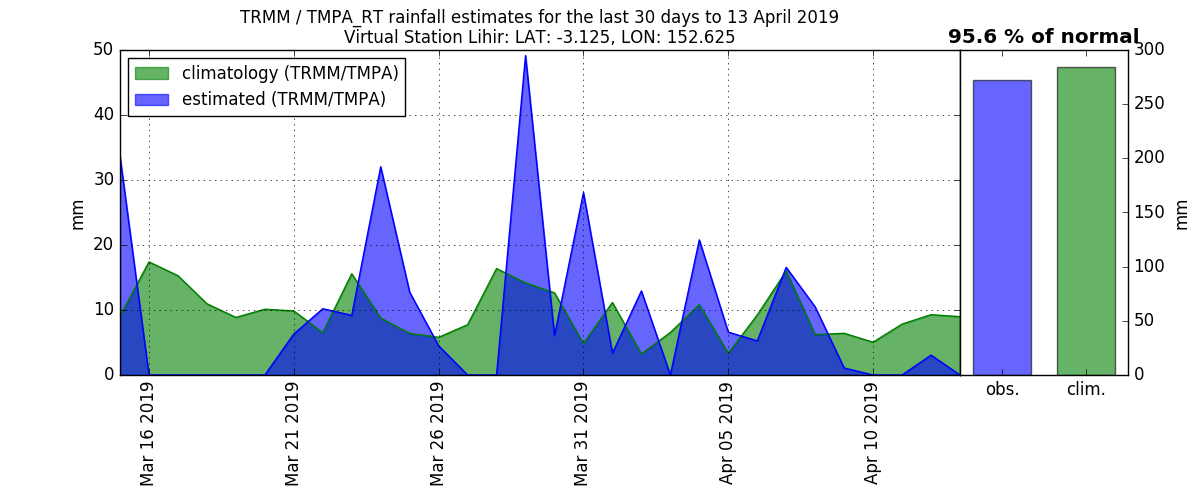 TRMM / TMPA_RT rainfall estimates for the last 30 days to 13 April 2019
Virtual Station Lihir: LAT: -3.125, LON: 152.625
95.6 % of normal
climatology (TRMM/TMPA)
estimated (TRMM/TMPA)
50
40
30
20
10
0
mm
Mar 16 2019
Mar 21 2019
Mar 26 2019
Mar 31 2019
Apr 05 2019
Apr 10 2019
obs.
clim.
300
250
200
150
100
50
0
mm